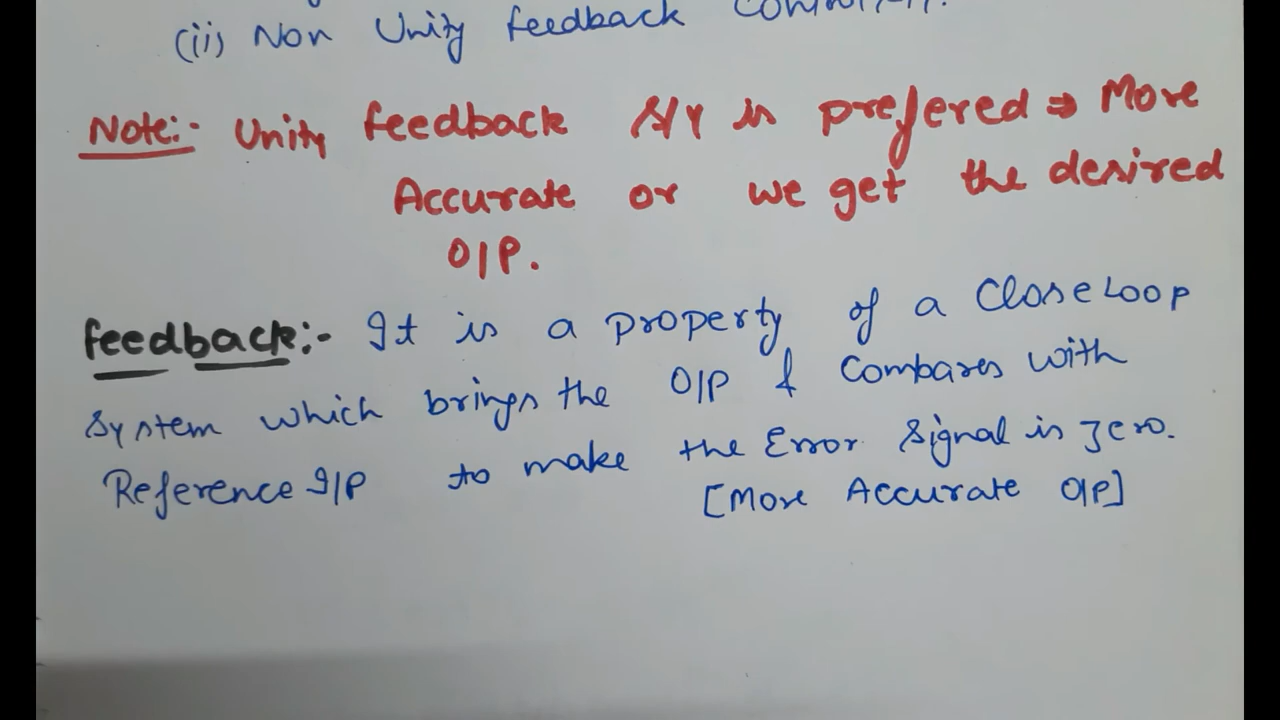 (ii) Non Unity feedback
Note:- Unity feedback S/Y is prefered ⇒ More
Accurate or we get the desired
O/P.
feedback:- It is a property of a Close Loop
System which brings the O/P & Combares with
Reference I/P to make the Error Signal is zero.
[More Accurate O/P]